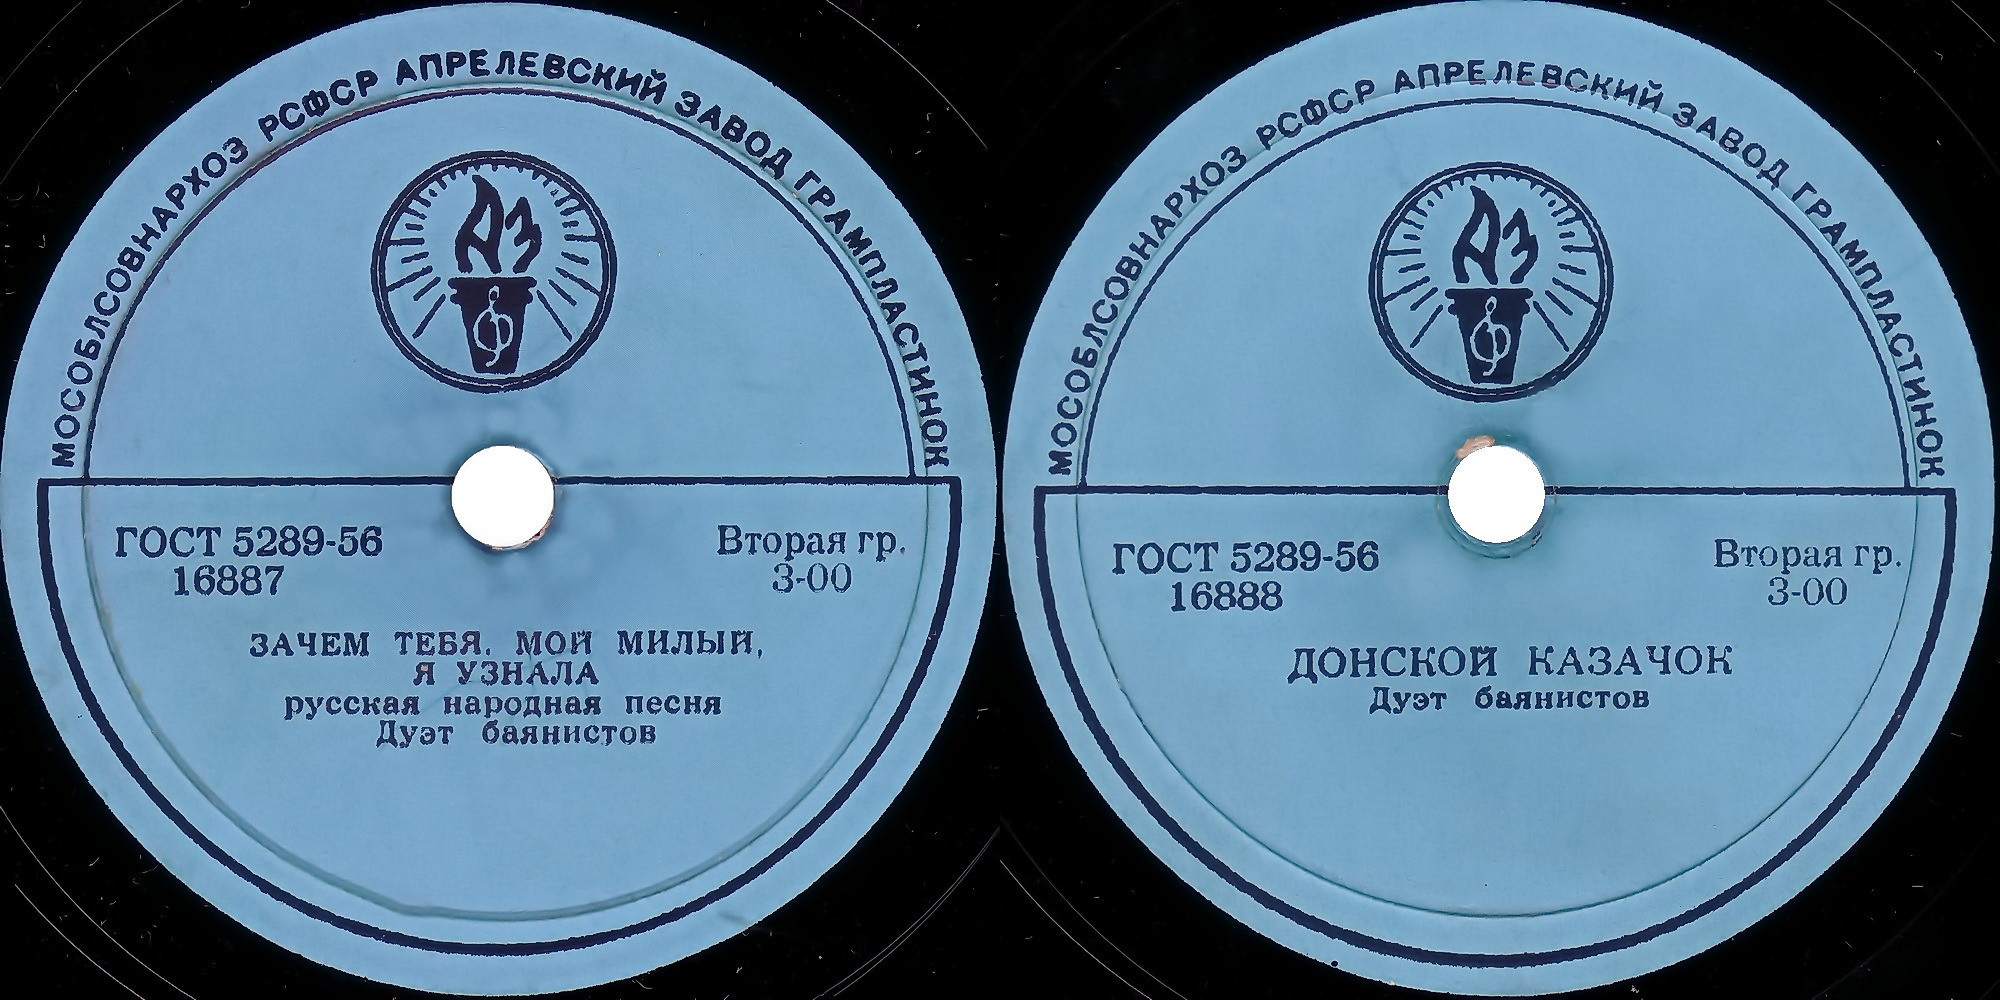 МОСОБЛСОВНАРХОЗ РСФСР АПРЕЛЕВСКИЙ ЗАВОД ГРАМПЛАСТИНОК
АЗ
ГОСТ 5289-56
16887
Вторая гр.
3-00
ЗАЧЕМ ТЕБЯ, МОЙ МИЛЫЙ,
Я УЗНАЛА
русская народная песня
Дуэт баянистов
МОСОБЛСОВНАРХОЗ РСФСР АПРЕЛЕВСКИЙ ЗАВОД ГРАМПЛАСТИНОК
АЗ
ГОСТ 5289-56
16888
Вторая гр.
3-00
ДОНСКОЙ КАЗАЧОК
Дуэт баянистов